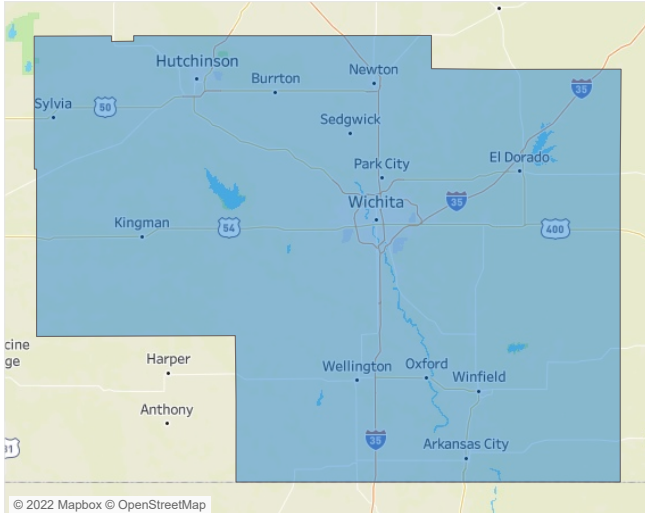 Hutchinson
Newton
Burrton
35
Sylvia
50
Sedgwick
El Dorado
Park City
Wichita
35
Kingman
54
400
cine
ge
Harper
Wellington
Oxford
Winfield
Anthony
35
Arkansas City
31
© 2022 Mapbox © OpenStreetMap